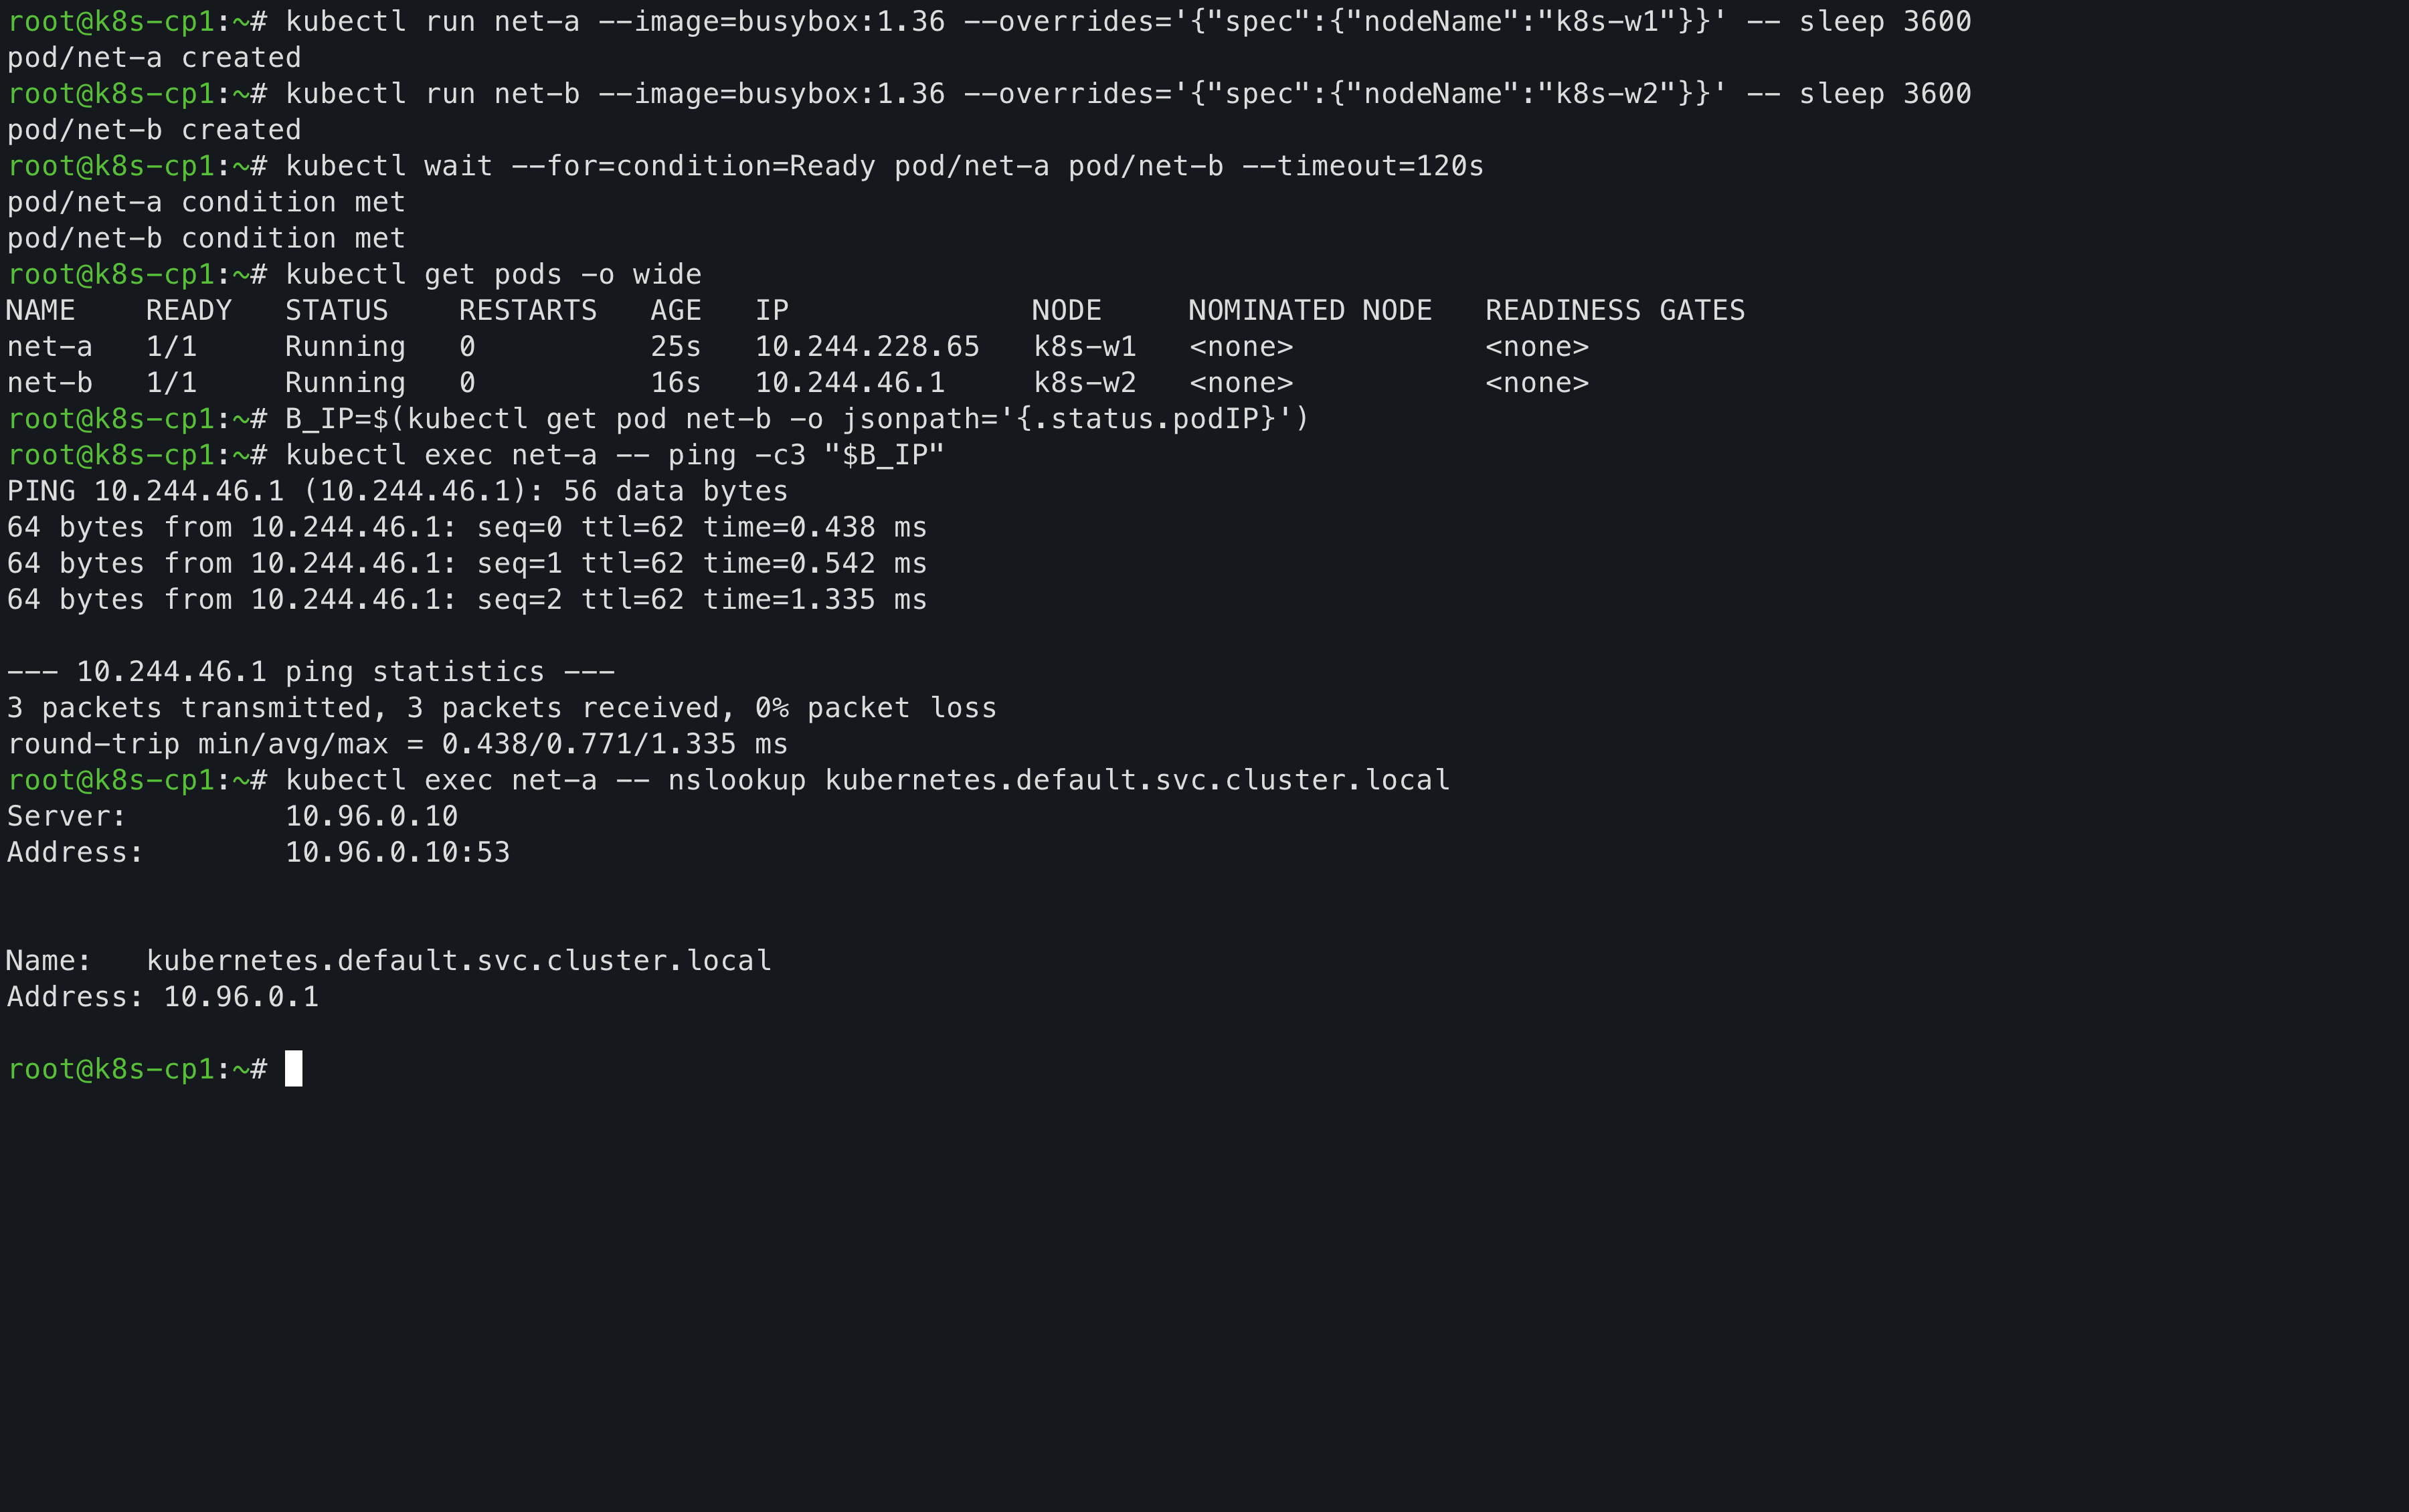 root@k8s-cp1:~# kubectl run net-a --image=busybox:1.36 --overrides='{"spec":{"nodeName":"k8s-w1"}}' -- sleep 3600
pod/net-a created
root@k8s-cp1:~# kubectl run net-b --image=busybox:1.36 --overrides='{"spec":{"nodeName":"k8s-w2"}}' -- sleep 3600
pod/net-b created
root@k8s-cp1:~# kubectl wait --for=condition=Ready pod/net-a pod/net-b --timeout=120s
pod/net-a condition met
pod/net-b condition met
root@k8s-cp1:~# kubectl get pods -o wide
NAME    READY   STATUS    RESTARTS   AGE   IP              NODE     NOMINATED NODE   READINESS GATES
net-a   1/1     Running   0          25s   10.244.228.65   k8s-w1   <none>           <none>
net-b   1/1     Running   0          16s   10.244.46.1     k8s-w2   <none>           <none>
root@k8s-cp1:~# B_IP=$(kubectl get pod net-b -o jsonpath='{.status.podIP}')
root@k8s-cp1:~# kubectl exec net-a -- ping -c3 "$B_IP"
PING 10.244.46.1 (10.244.46.1): 56 data bytes
64 bytes from 10.244.46.1: seq=0 ttl=62 time=0.438 ms
64 bytes from 10.244.46.1: seq=1 ttl=62 time=0.542 ms
64 bytes from 10.244.46.1: seq=2 ttl=62 time=1.335 ms

--- 10.244.46.1 ping statistics ---
3 packets transmitted, 3 packets received, 0% packet loss
round-trip min/avg/max = 0.438/0.771/1.335 ms
root@k8s-cp1:~# kubectl exec net-a -- nslookup kubernetes.default.svc.cluster.local
Server:         10.96.0.10
Address:        10.96.0.10:53


Name:   kubernetes.default.svc.cluster.local
Address: 10.96.0.1

root@k8s-cp1:~#